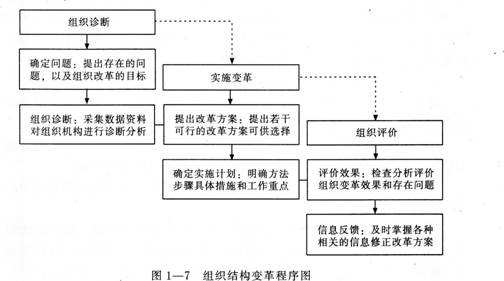 组织诊断
确定问题：提出存在的问
题，以及组织改革的目标
组织诊断：采集数据资料
对组织机构进行诊断分析
实施变革
提出改革方案：提出若干
可行的改革方案可供选择
确定实施计划：明确方法
步骤具体措施和工作重点
组织评价
评价效果：检查分析评价
组织变革效果和存在问题
信息反馈：及时掌握各种
相关的信息修正改革方案
图1—7 组织结构变革程序图